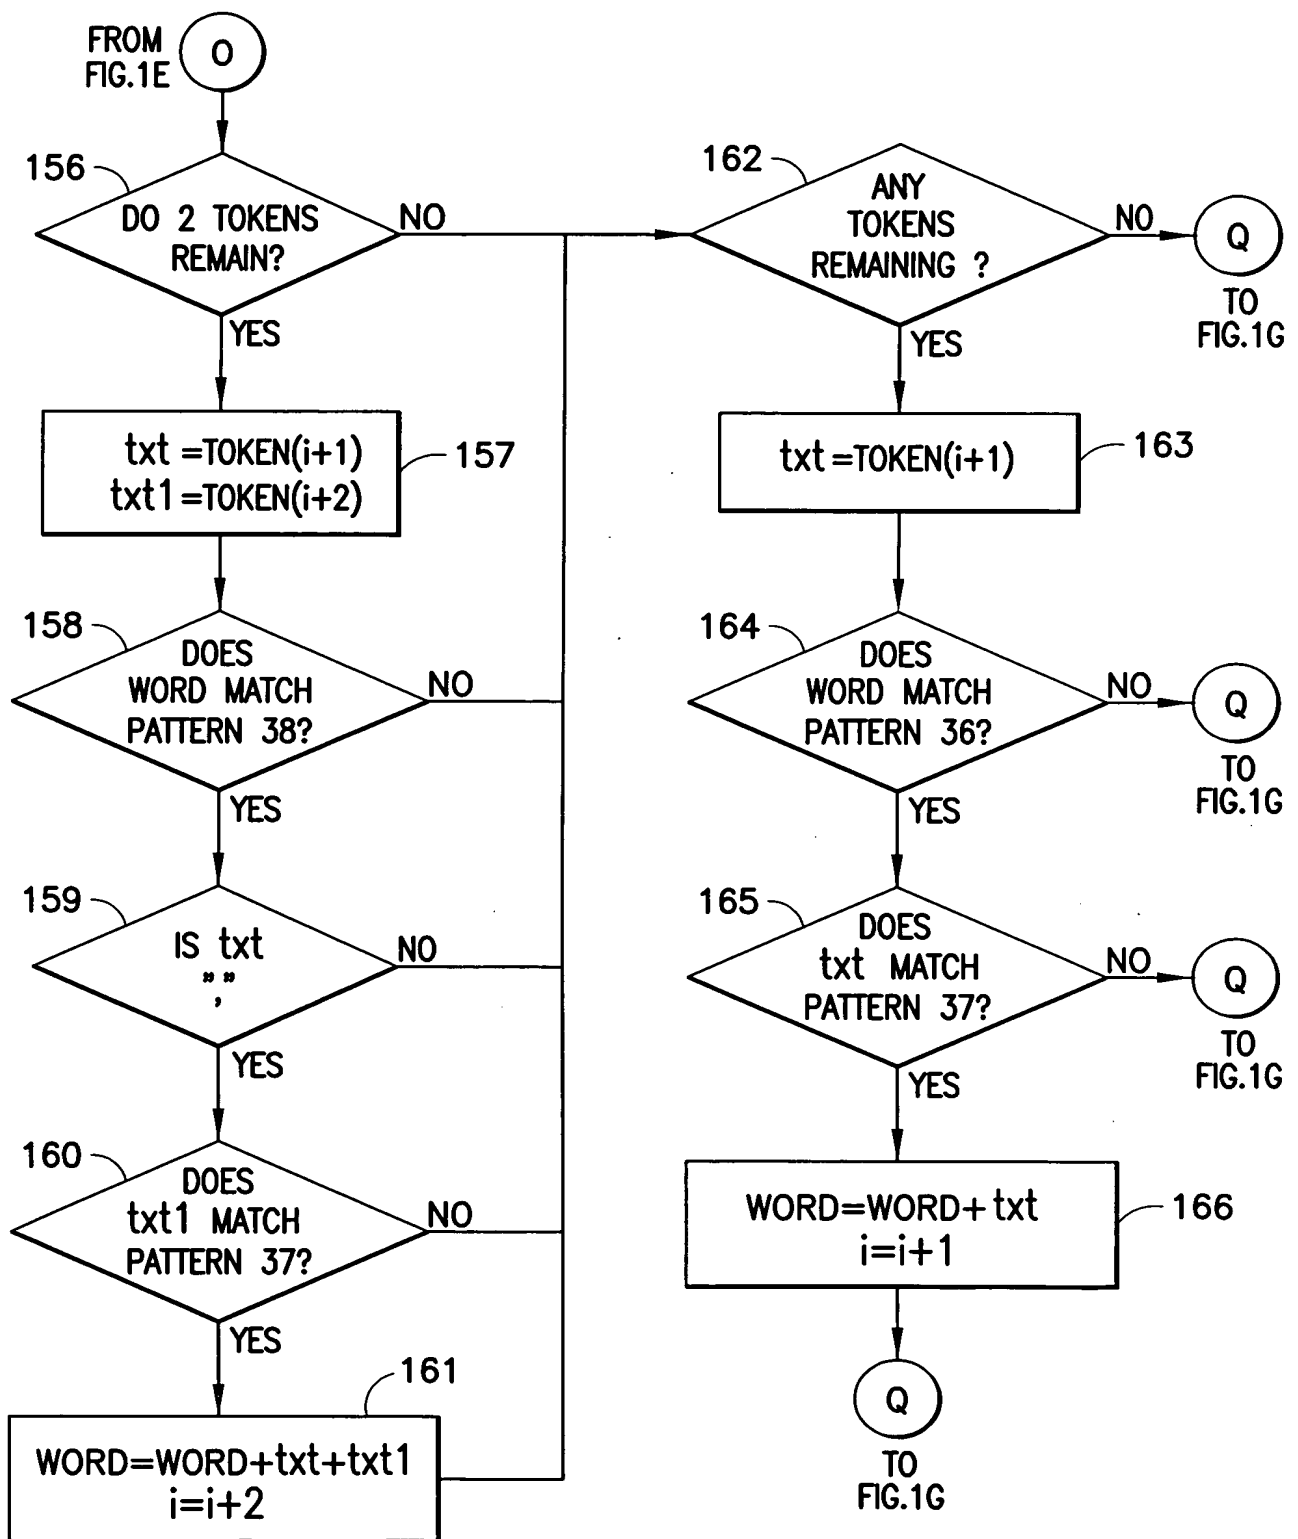 FROM
FIG.1E
O
156
DO 2 TOKENS
REMAIN?
NO
YES
txt=TOKEN(i+1)
txt1=TOKEN(i+2)
157
158
DOES
WORD MATCH
PATTERN 38?
NO
YES
159
IS txt
","
NO
YES
160
DOES
txt1 MATCH
PATTERN 37?
NO
YES
161
WORD=WORD+txt+txt1
i=i+2
162
ANY
TOKENS
REMAINING ?
NO
Q
TO
FIG.1G
YES
txt=TOKEN(i+1)
163
164
DOES
WORD MATCH
PATTERN 36?
NO
Q
TO
FIG.1G
YES
165
DOES
txt MATCH
PATTERN 37?
NO
Q
TO
FIG.1G
YES
WORD=WORD+txt
i=i+1
166
Q
TO
FIG.1G